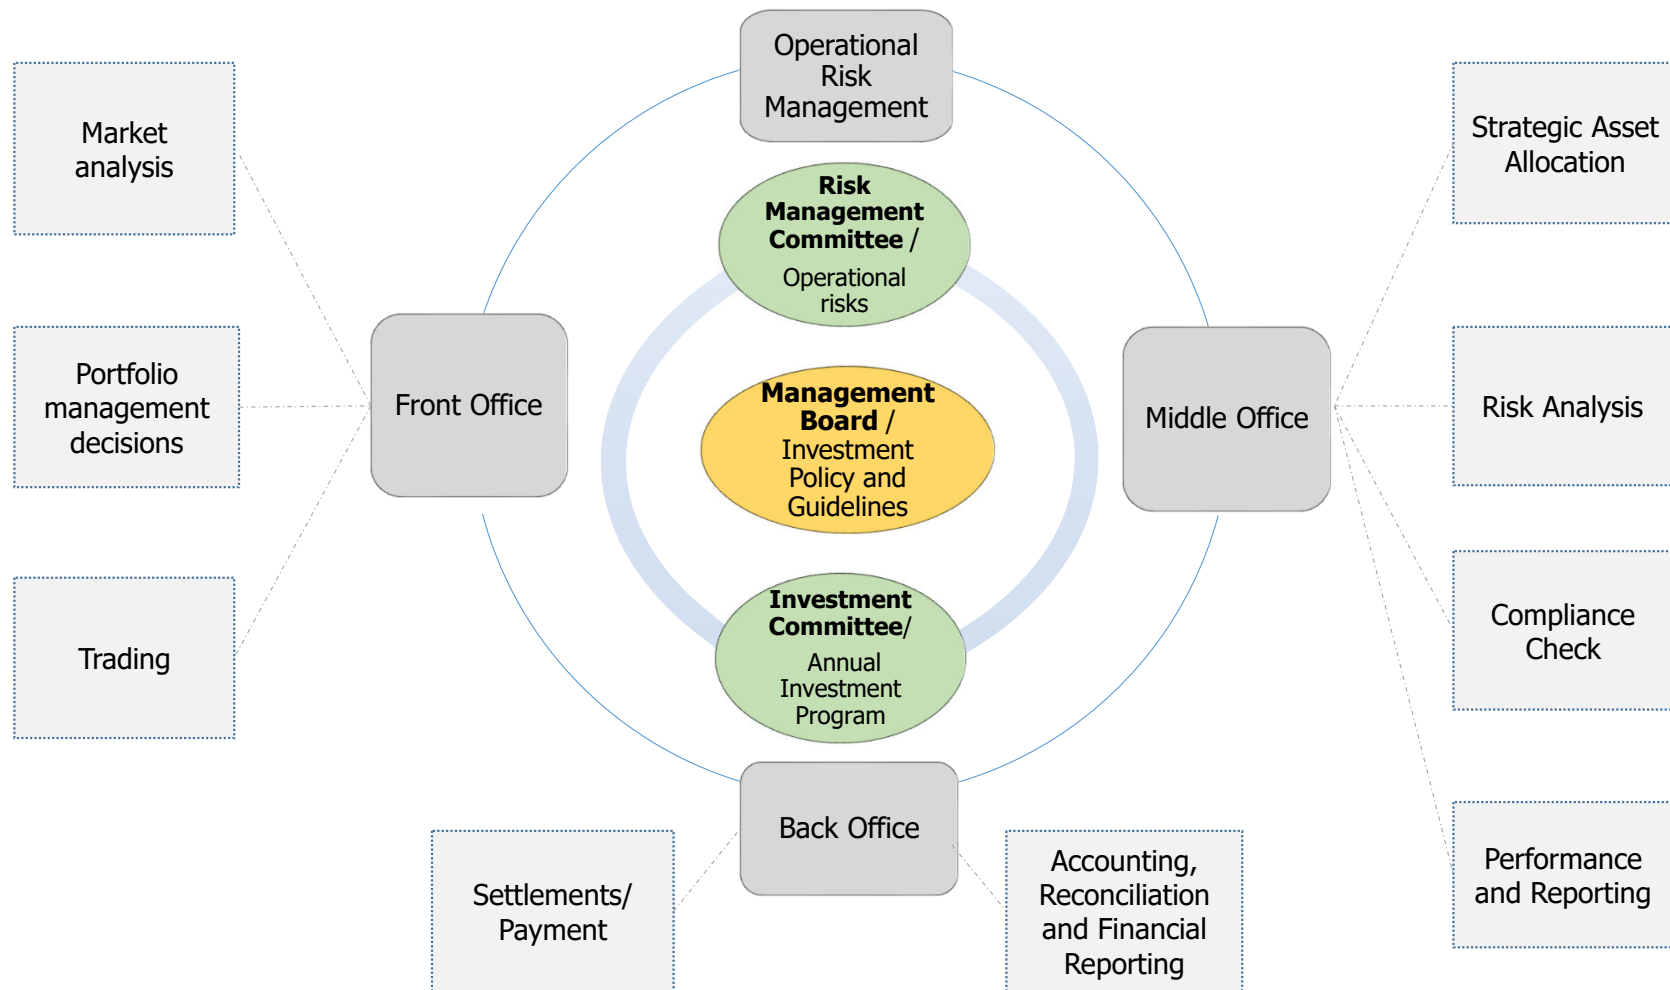 Operational
Risk
Management
Market
analysis
Strategic Asset
Allocation
Risk
Management
Committee /
Operational
risks
Portfolio
management
decisions
Front Office
Management
Board /
Investment
Policy and
Guidelines
Middle Office
Risk Analysis
Trading
Investment
Committee/
Annual
Investment
Program
Compliance
Check
Back Office
Settlements/
Payment
Accounting,
Reconciliation
and Financial
Reporting
Performance
and Reporting